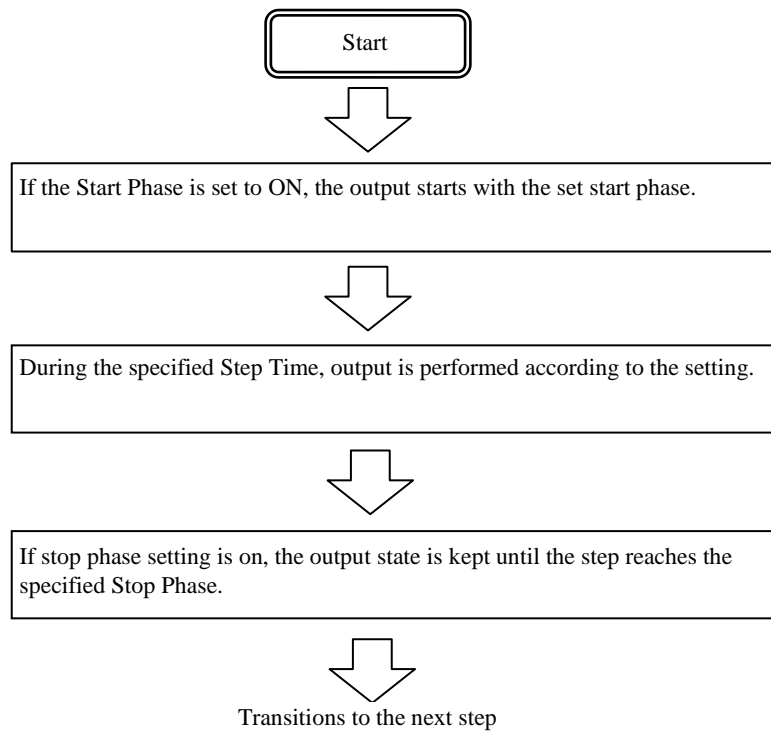 Start
If the Start Phase is set to ON, the output starts with the set start phase.
During the specified Step Time, output is performed according to the setting.
If stop phase setting is on, the output state is kept until the step reaches the
specified Stop Phase.
Transitions to the next step